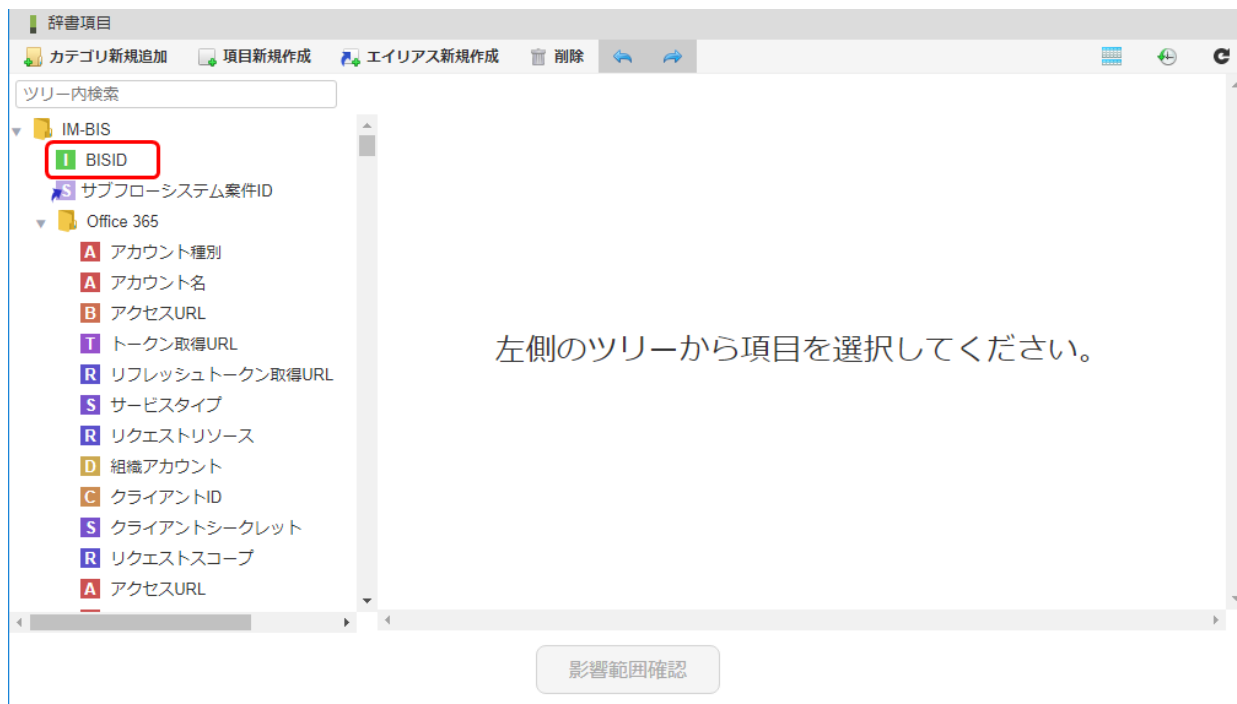 辞書項目
カテゴリ新規追加 項目新規作成 エイリアス新規作成 削除
ツリー内検索
IM-BIS
I BISID
S サブフローシステム案件ID
Office 365
A アカウント種別
A アカウント名
B アクセスURL
T トークン取得URL
R リフレッシュトークン取得URL
S サービスタイプ
R リクエストリソース
D 組織アカウント
C クライアントID
S クライアントシークレット
R リクエストスコープ
A アクセスURL
左側のツリーから項目を選択してください。
影響範囲確認